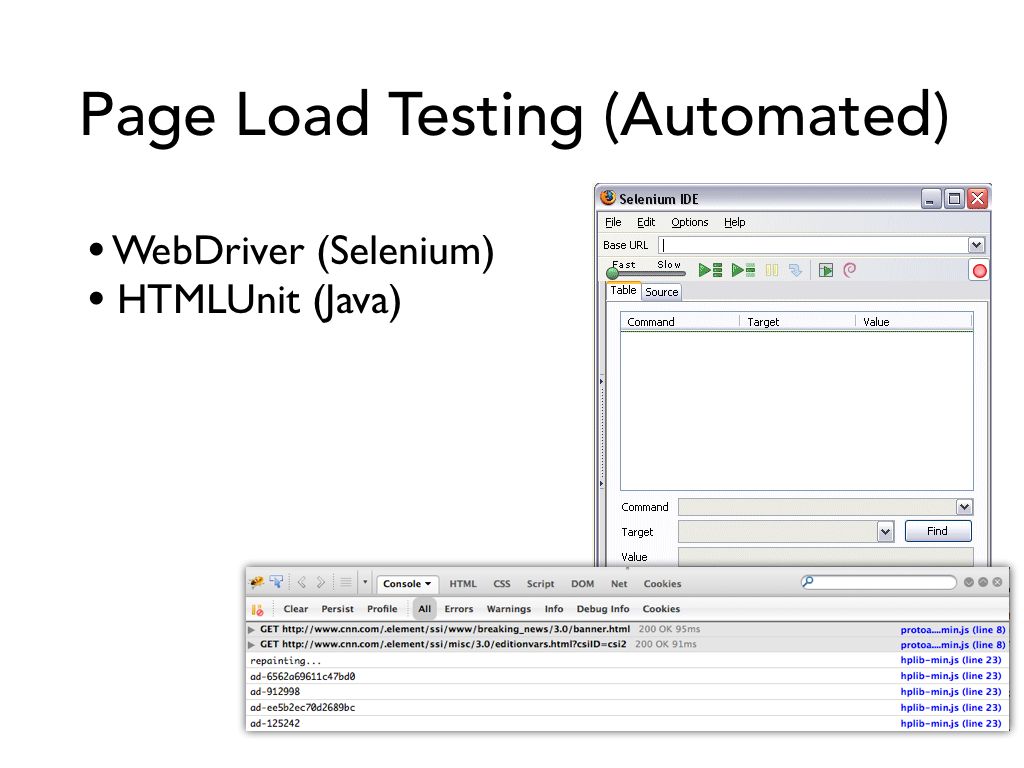 Page Load Testing (Automated)
• WebDriver (Selenium)
• HTMLUnit (Java)
Selenium IDE
File Edit Options Help
Base URL
Fast Slow
Table Source
Command Target Value
Command
Target Find
Value
Console HTML CSS Script DOM Net Cookies
Clear Persist Profile All Errors Warnings Info Debug Info Cookies
GET http://www.cnn.com/.element/ssi/www/breaking_news/3.0/banner.html 200 OK 95ms protoa....min.js (line 8)
GET http://www.cnn.com/.element/ssi/misc/3.0/editionvars.html?csiID=csi2 200 OK 91ms protoa....min.js (line 8)
repainting... hplib-min.js (line 23)
ad-6562a69611c47bd0 hplib-min.js (line 23)
ad-912998 hplib-min.js (line 23)
ad-ee5b2ec70d2689bc hplib-min.js (line 23)
ad-125242 hplib-min.js (line 23)